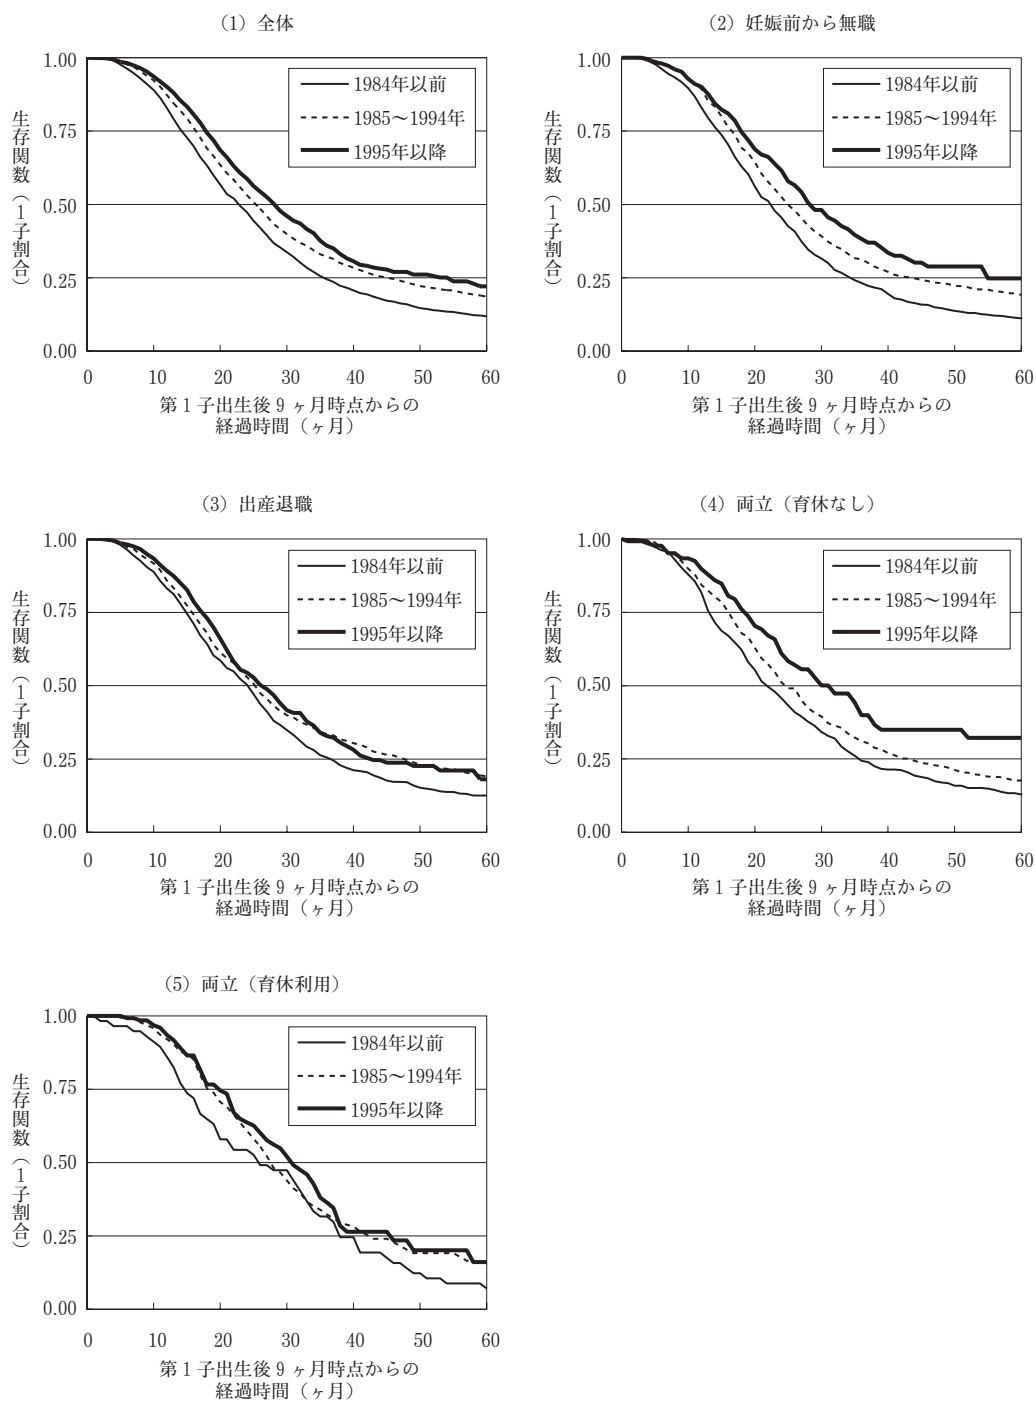 (1) 全体
1.00
0.75
0.50
0.25
0.00
生存関数（1子割合）
1984年以前
1985～1994年
1995年以降
0 10 20 30 40 50 60
第1子出生後9ヶ月時点からの
経過時間（ヶ月）
(2) 妊娠前から無職
1.00
0.75
0.50
0.25
0.00
生存関数（1子割合）
1984年以前
1985～1994年
1995年以降
0 10 20 30 40 50 60
第1子出生後9ヶ月時点からの
経過時間（ヶ月）
(3) 出産退職
1.00
0.75
0.50
0.25
0.00
生存関数（1子割合）
1984年以前
1985～1994年
1995年以降
0 10 20 30 40 50 60
第1子出生後9ヶ月時点からの
経過時間（ヶ月）
(4) 両立（育休なし）
1.00
0.75
0.50
0.25
0.00
生存関数（1子割合）
1984年以前
1985～1994年
1995年以降
0 10 20 30 40 50 60
第1子出生後9ヶ月時点からの
経過時間（ヶ月）
(5) 両立（育休利用）
1.00
0.75
0.50
0.25
0.00
生存関数（1子割合）
1984年以前
1985～1994年
1995年以降
0 10 20 30 40 50 60
第1子出生後9ヶ月時点からの
経過時間（ヶ月）